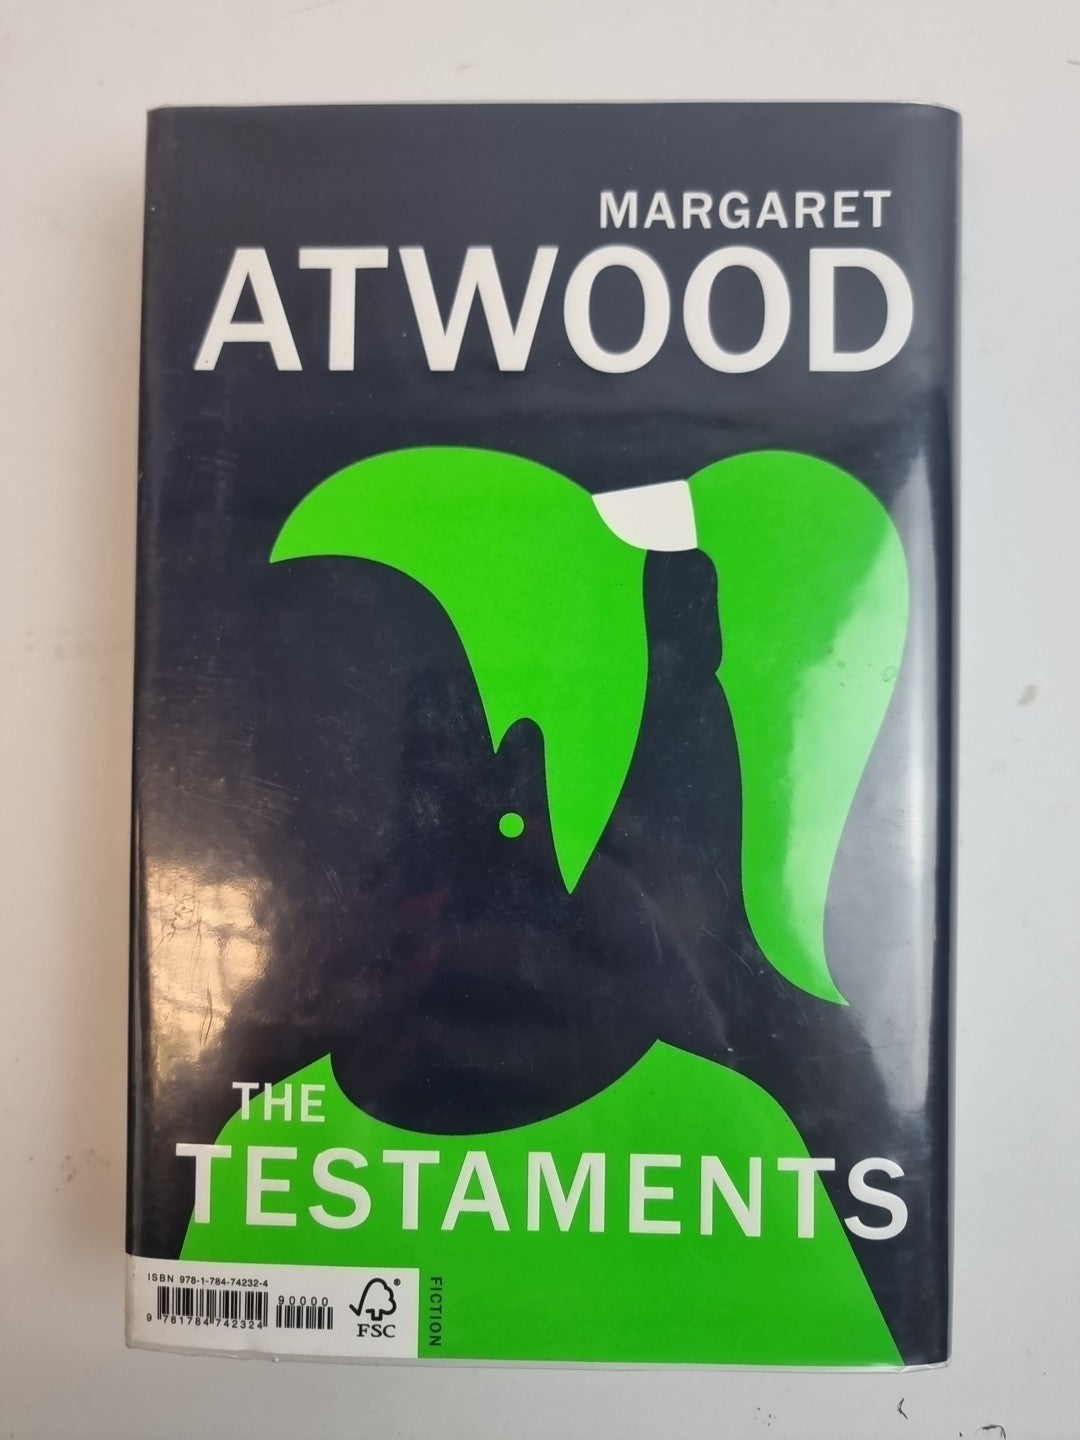 MARGARET
ATWOOD
THE
TESTAMENTS
ISBN 978-1-784-74232-4
90000
9 781784 742324
FSC
FICTION